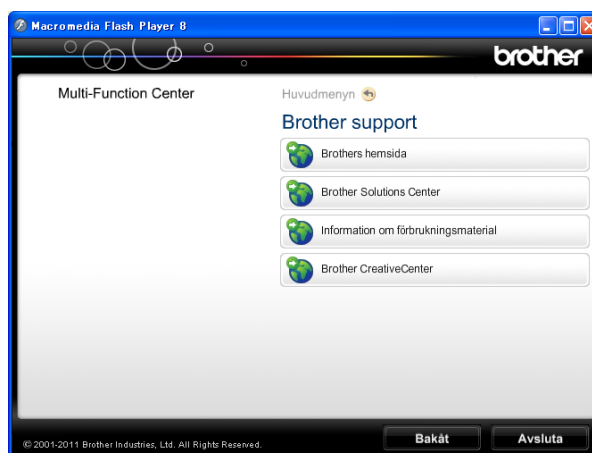 Macromedia Flash Player 8
brother
Multi-Function Center
Huvudmenyn
Brother support
Brothers hemsida
Brother Solutions Center
Information om förbrukningsmaterial
Brother CreativeCenter
© 2001-2011 Brother Industries, Ltd. All Rights Reserved.
Bakåt
Avsluta